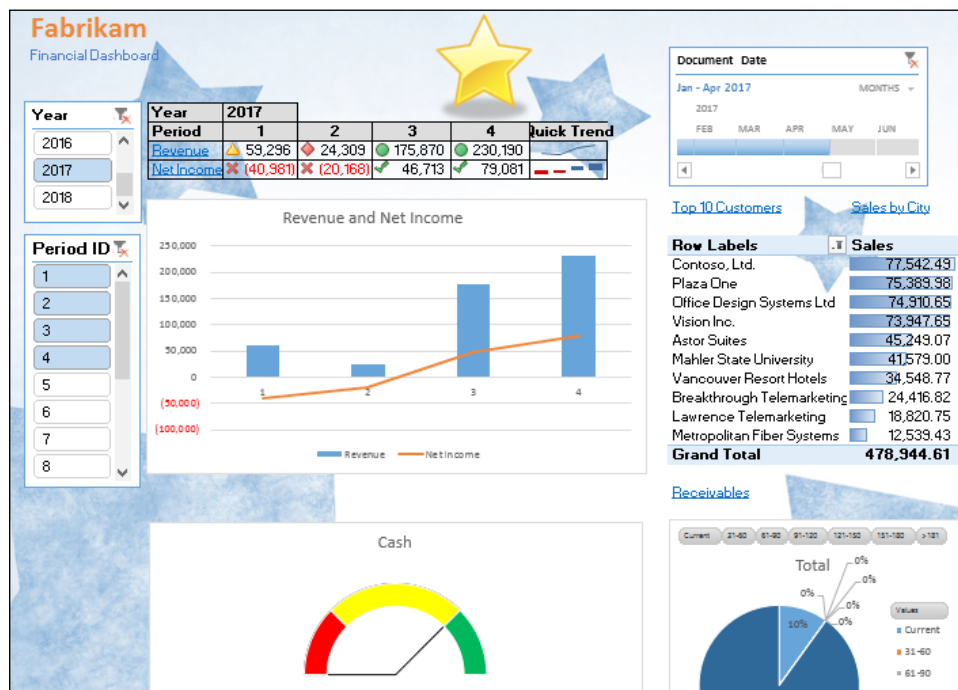 Fabrikam
Financial Dashboard
Year
2016
2017
2018
Year 2017
Period 1 2 3 4 Quick Trend
Revenue 59,296 24,309 175,870 230,190
Net Income (40,981) (20,168) 46,713 79,081
Document Date
Jan - Apr 2017 MONTHS
2017
FEB MAR APR MAY JUN
Top 10 Customers Sales by City
Period ID
1
2
3
4
5
6
7
8
Revenue and Net Income
250,000
200,000
150,000
100,000
50,000
0
(50,000)
(100,000)
1 2 3 4
Revenue Net Income
Row Labels Sales
Contoso, Ltd. 77,542.49
Plaza One 75,389.98
Office Design Systems Ltd 74,910.65
Vision Inc. 73,947.65
Astor Suites 45,249.07
Mahler State University 41,579.00
Vancouver Resort Hotels 34,548.77
Breakthrough Telemarketing 24,416.82
Lawrence Telemarketing 18,820.75
Metropolitan Fiber Systems 12,539.43
Grand Total 478,944.61
Receivables
Cash
Current 31-60 61-90 91-120 121-150 151-180 >181
Total
0%
0%
0%
0%
0%
10%
Values
Current
31-60
61-90